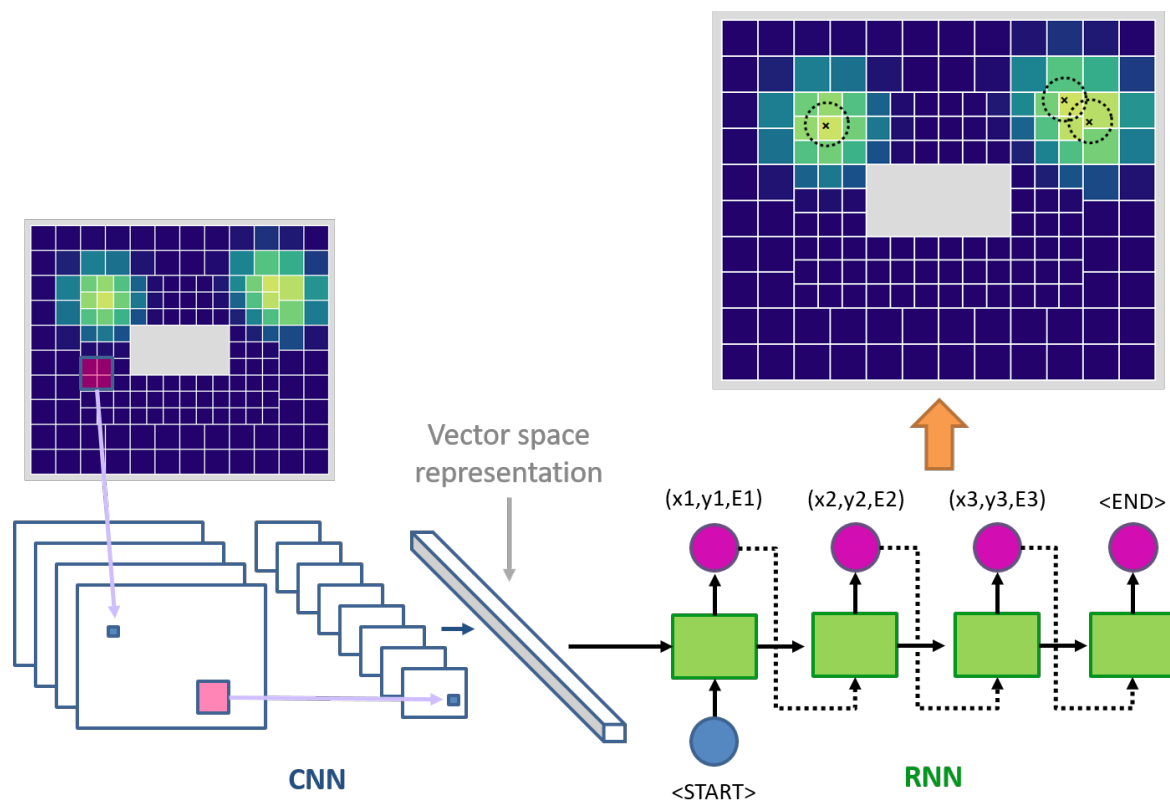 Vector space
representation
(x1,y1,E1)
(x2,y2,E2)
(x3,y3,E3)
<END>
CNN
<START>
RNN